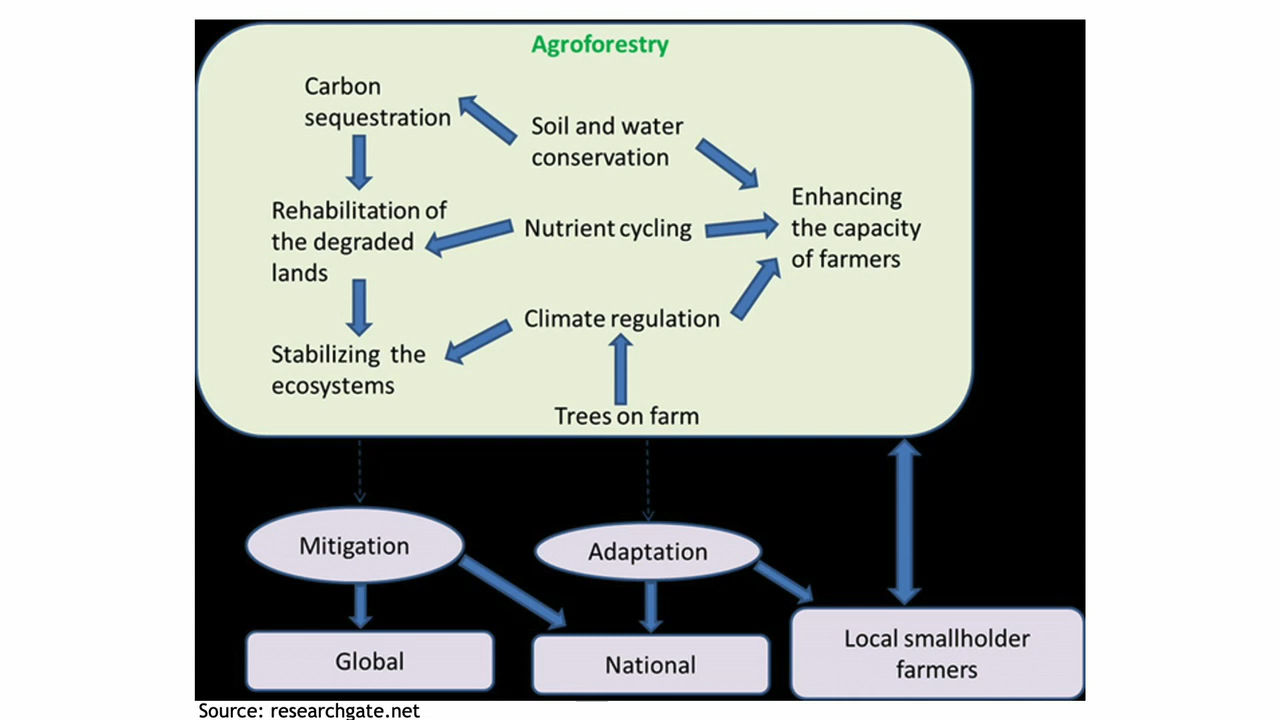 Agroforestry
Carbon
sequestration
Soil and water
conservation
Rehabilitation of
the degraded
lands
Nutrient cycling
Enhancing
the capacity
of farmers
Climate regulation
Stabilizing the
ecosystems
Trees on farm
Mitigation
Adaptation
Global
National
Local smallholder
farmers
Source: researchgate.net